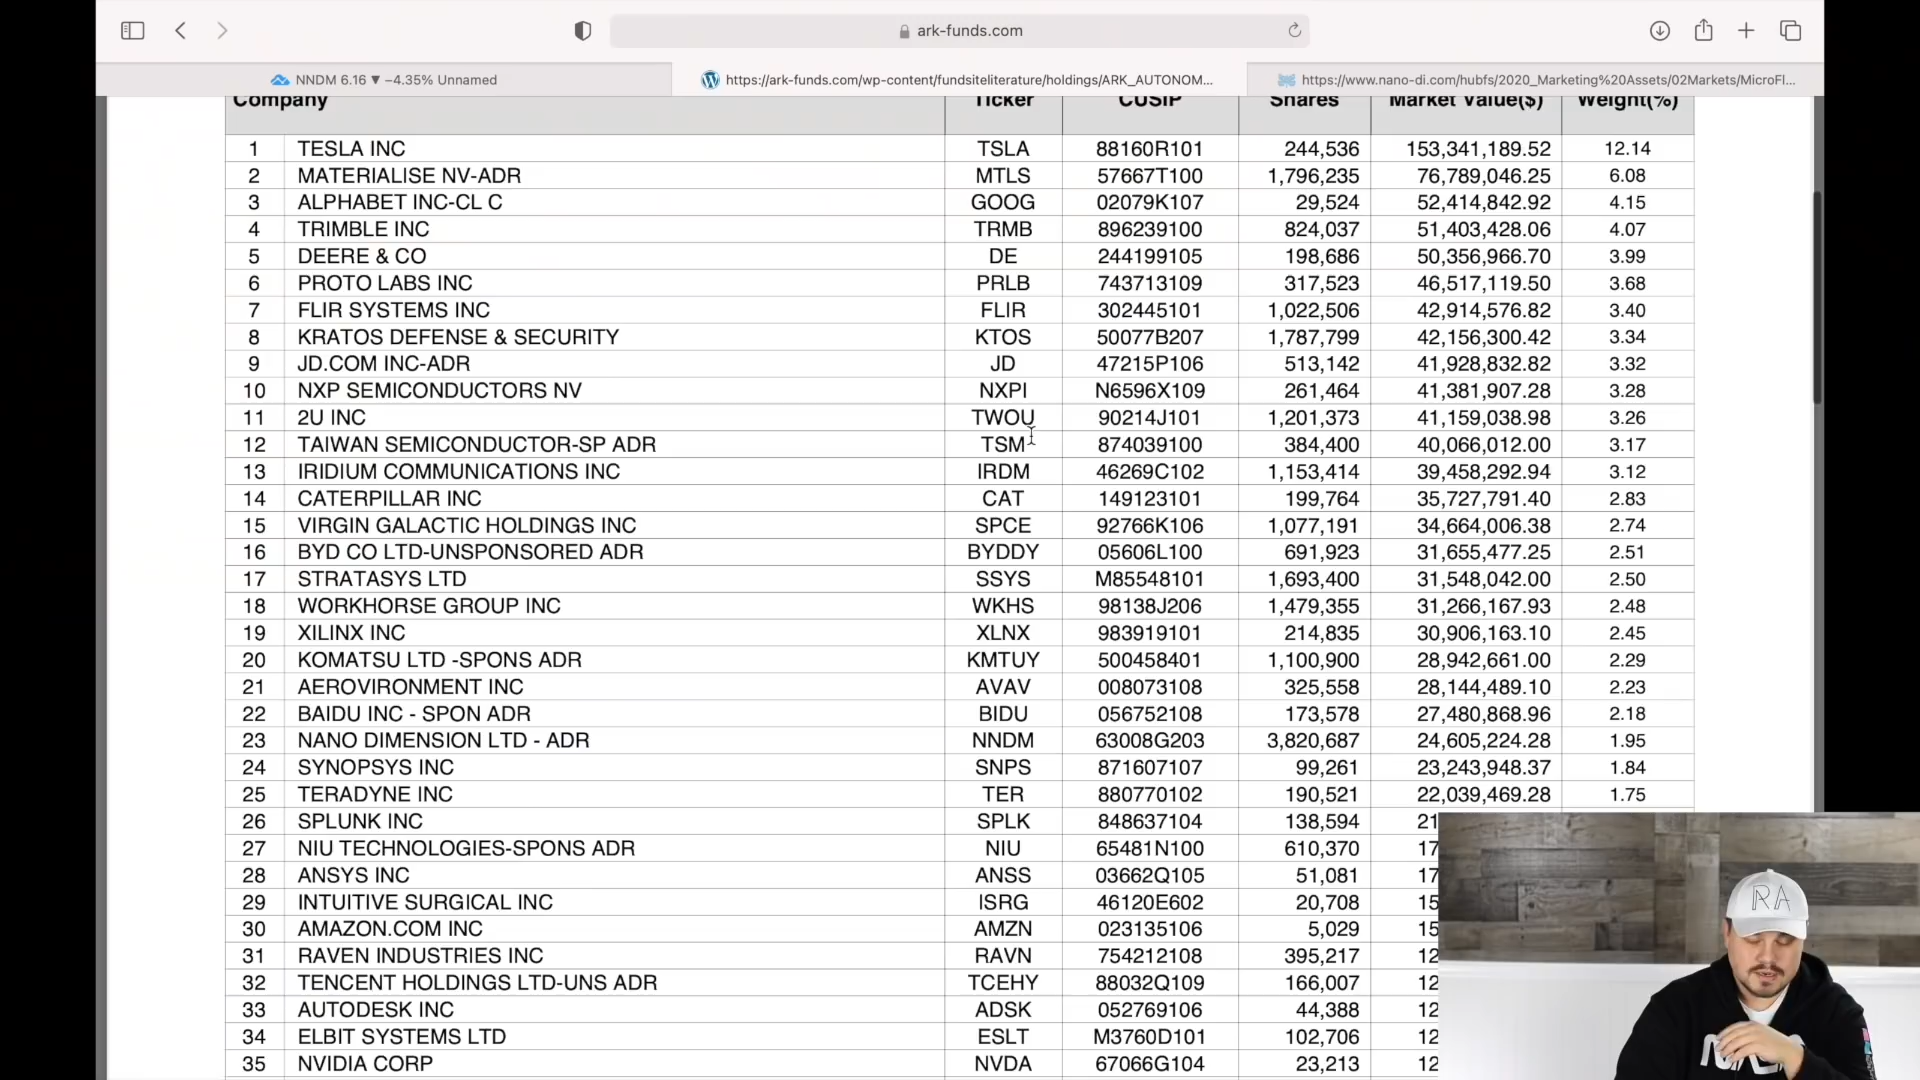 ark-funds.com
NNDM 6.16 ▼ −4.35% Unnamed
https://ark-funds.com/wp-content/fundsiteliterature/holdings/ARK_AUTONOM...
https://www.nano-di.com/hubfs/2020_Marketing%20Assets/02Markets/MicroFl...
Company Ticker CUSIP Shares Market Value($) Weight(%)
1 TESLA INC TSLA 88160R101 244,536 153,341,189.52 12.14
2 MATERIALISE NV-ADR MTLS 57667T100 1,796,235 76,789,046.25 6.08
3 ALPHABET INC-CL C GOOG 02079K107 29,524 52,414,842.92 4.15
4 TRIMBLE INC TRMB 896239100 824,037 51,403,428.06 4.07
5 DEERE & CO DE 244199105 198,686 50,356,966.70 3.99
6 PROTO LABS INC PRLB 743713109 317,523 46,517,119.50 3.68
7 FLIR SYSTEMS INC FLIR 302445101 1,022,506 42,914,576.82 3.40
8 KRATOS DEFENSE & SECURITY KTOS 50077B207 1,787,799 42,156,300.42 3.34
9 JD.COM INC-ADR JD 47215P106 513,142 41,928,832.82 3.32
10 NXP SEMICONDUCTORS NV NXPI N6596X109 261,464 41,381,907.28 3.28
11 2U INC TWOU 90214J101 1,201,373 41,159,038.98 3.26
12 TAIWAN SEMICONDUCTOR-SP ADR TSM 874039100 384,400 40,066,012.00 3.17
13 IRIDIUM COMMUNICATIONS INC IRDM 46269C102 1,153,414 39,458,292.94 3.12
14 CATERPILLAR INC CAT 149123101 199,764 35,727,791.40 2.83
15 VIRGIN GALACTIC HOLDINGS INC SPCE 92766K106 1,077,191 34,664,006.38 2.74
16 BYD CO LTD-UNSPONSORED ADR BYDDY 05606L100 691,923 31,655,477.25 2.51
17 STRATASYS LTD SSYS M85548101 1,693,400 31,548,042.00 2.50
18 WORKHORSE GROUP INC WKHS 98138J206 1,479,355 31,266,167.93 2.48
19 XILINX INC XLNX 983919101 214,835 30,906,163.10 2.45
20 KOMATSU LTD -SPONS ADR KMTUY 500458401 1,100,900 28,942,661.00 2.29
21 AEROVIRONMENT INC AVAV 008073108 325,558 28,144,489.10 2.23
22 BAIDU INC - SPON ADR BIDU 056752108 173,578 27,480,868.96 2.18
23 NANO DIMENSION LTD - ADR NNDM 63008G203 3,820,687 24,605,224.28 1.95
24 SYNOPSYS INC SNPS 871607107 99,261 23,243,948.37 1.84
25 TERADYNE INC TER 880770102 190,521 22,039,469.28 1.75
26 SPLUNK INC SPLK 848637104 138,594 21
27 NIU TECHNOLOGIES-SPONS ADR NIU 65481N100 610,370 17
28 ANSYS INC ANSS 03662Q105 51,081 17
29 INTUITIVE SURGICAL INC ISRG 46120E602 20,708 15
30 AMAZON.COM INC AMZN 023135106 5,029 15
31 RAVEN INDUSTRIES INC RAVN 754212108 395,217 12
32 TENCENT HOLDINGS LTD-UNS ADR TCEHY 88032Q109 166,007 12
33 AUTODESK INC ADSK 052769106 44,388 12
34 ELBIT SYSTEMS LTD ESLT M3760D101 102,706 12
35 NVIDIA CORP NVDA 67066G104 23,213 12
RA